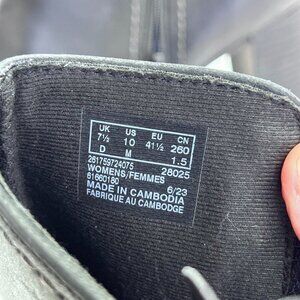 UK US EU CN
7½ 10 41½ 260
D M 1.5
261759724075 28025
WOMENS/FEMMES
61660180 6/23
MADE IN CAMBODIA
FABRIQUE AU CAMBODGE